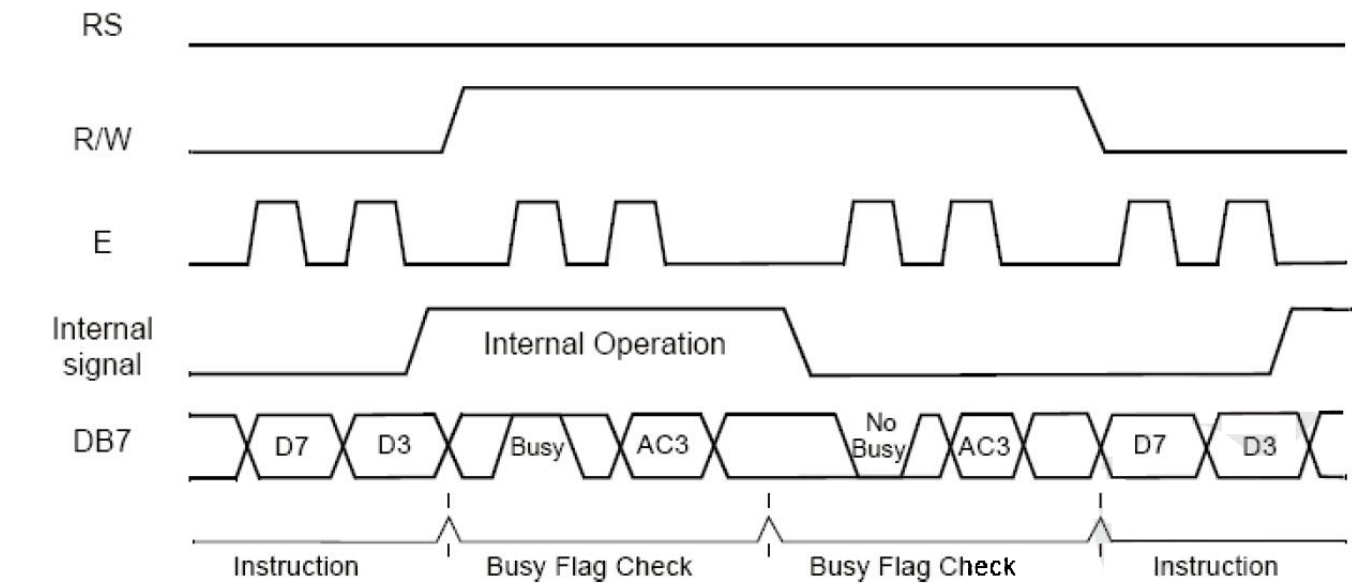 RS
R/W
E
Internal
signal
Internal Operation
DB7
D7
D3
Busy
AC3
No
Busy
AC3
D7
D3
Instruction
Busy Flag Check
Busy Flag Check
Instruction